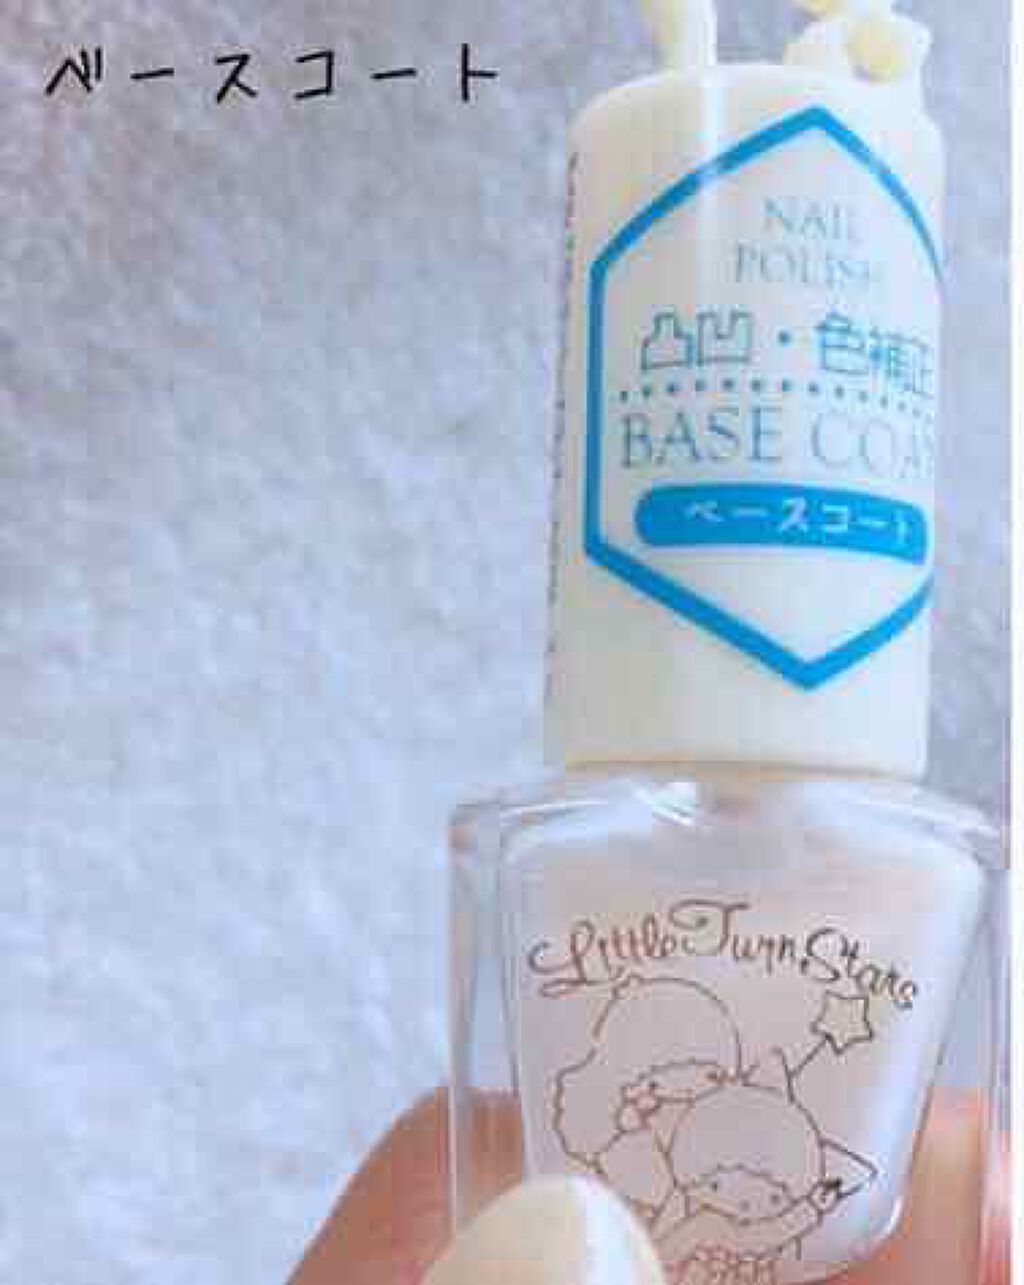 ベースコート
NAIL
POLISH
凸凹・色補正
BASE COA
ベースコート
Little Twin Stars